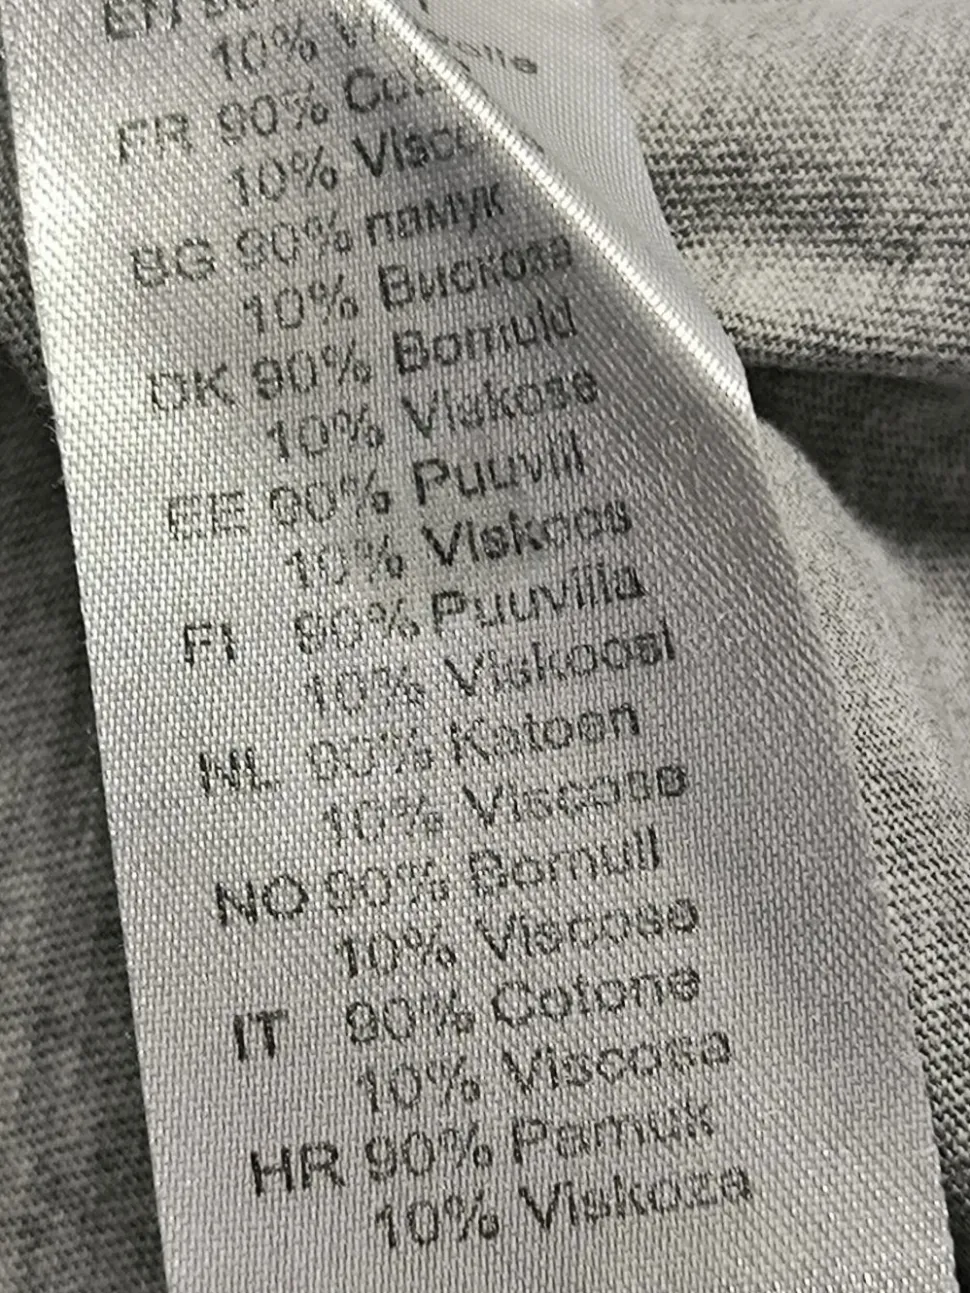 EN
10%
FR 90%
10% Visco
BG 90% памук
10% Вискоза
DK 90% Bomuld
10% Viskose
EE 90% Puuvill
10% Viskoos
FI 90% Puuvilla
10% Viskoosi
NL 90% Katoen
10% Viscose
NO 90% Bomull
10% Viscose
IT 90% Cotone
10% Viscosa
HR 90% Pamuk
10% Viskoza